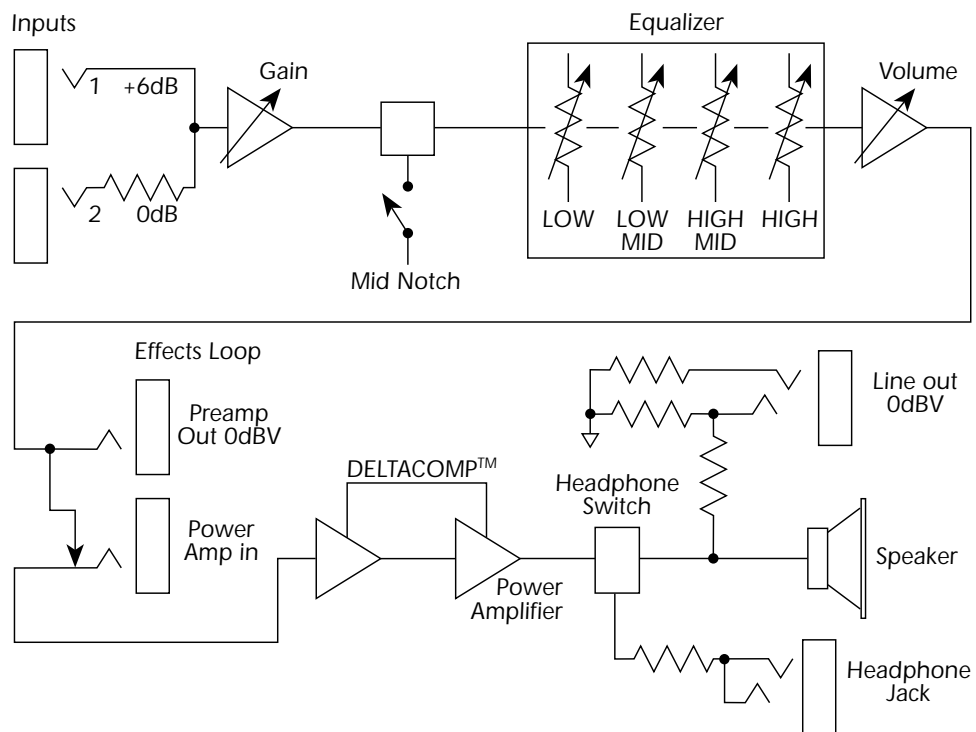 Inputs
1 +6dB
2 0dB
Gain
Mid Notch
Equalizer
LOW
LOW
MID
HIGH
MID
HIGH
Volume
Effects Loop
Preamp
Out 0dBV
Power
Amp in
DELTACOMP™
Power
Amplifier
Headphone
Switch
Line out
0dBV
Speaker
Headphone
Jack